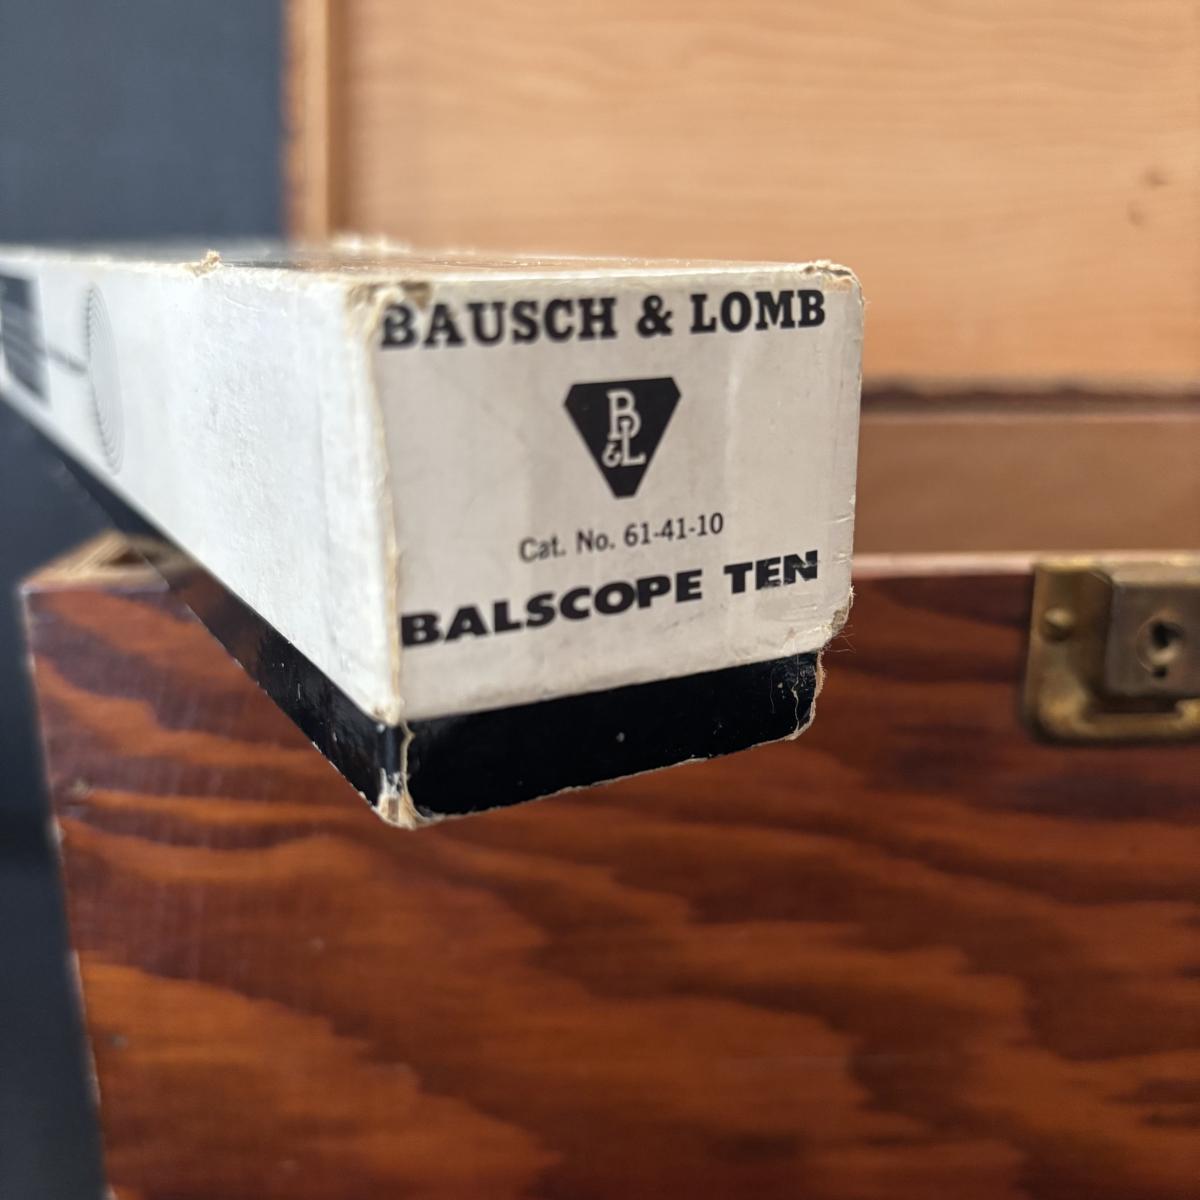 BAUSCH & LOMB
B
&L
Cat. No. 61-41-10
BALSCOPE TEN